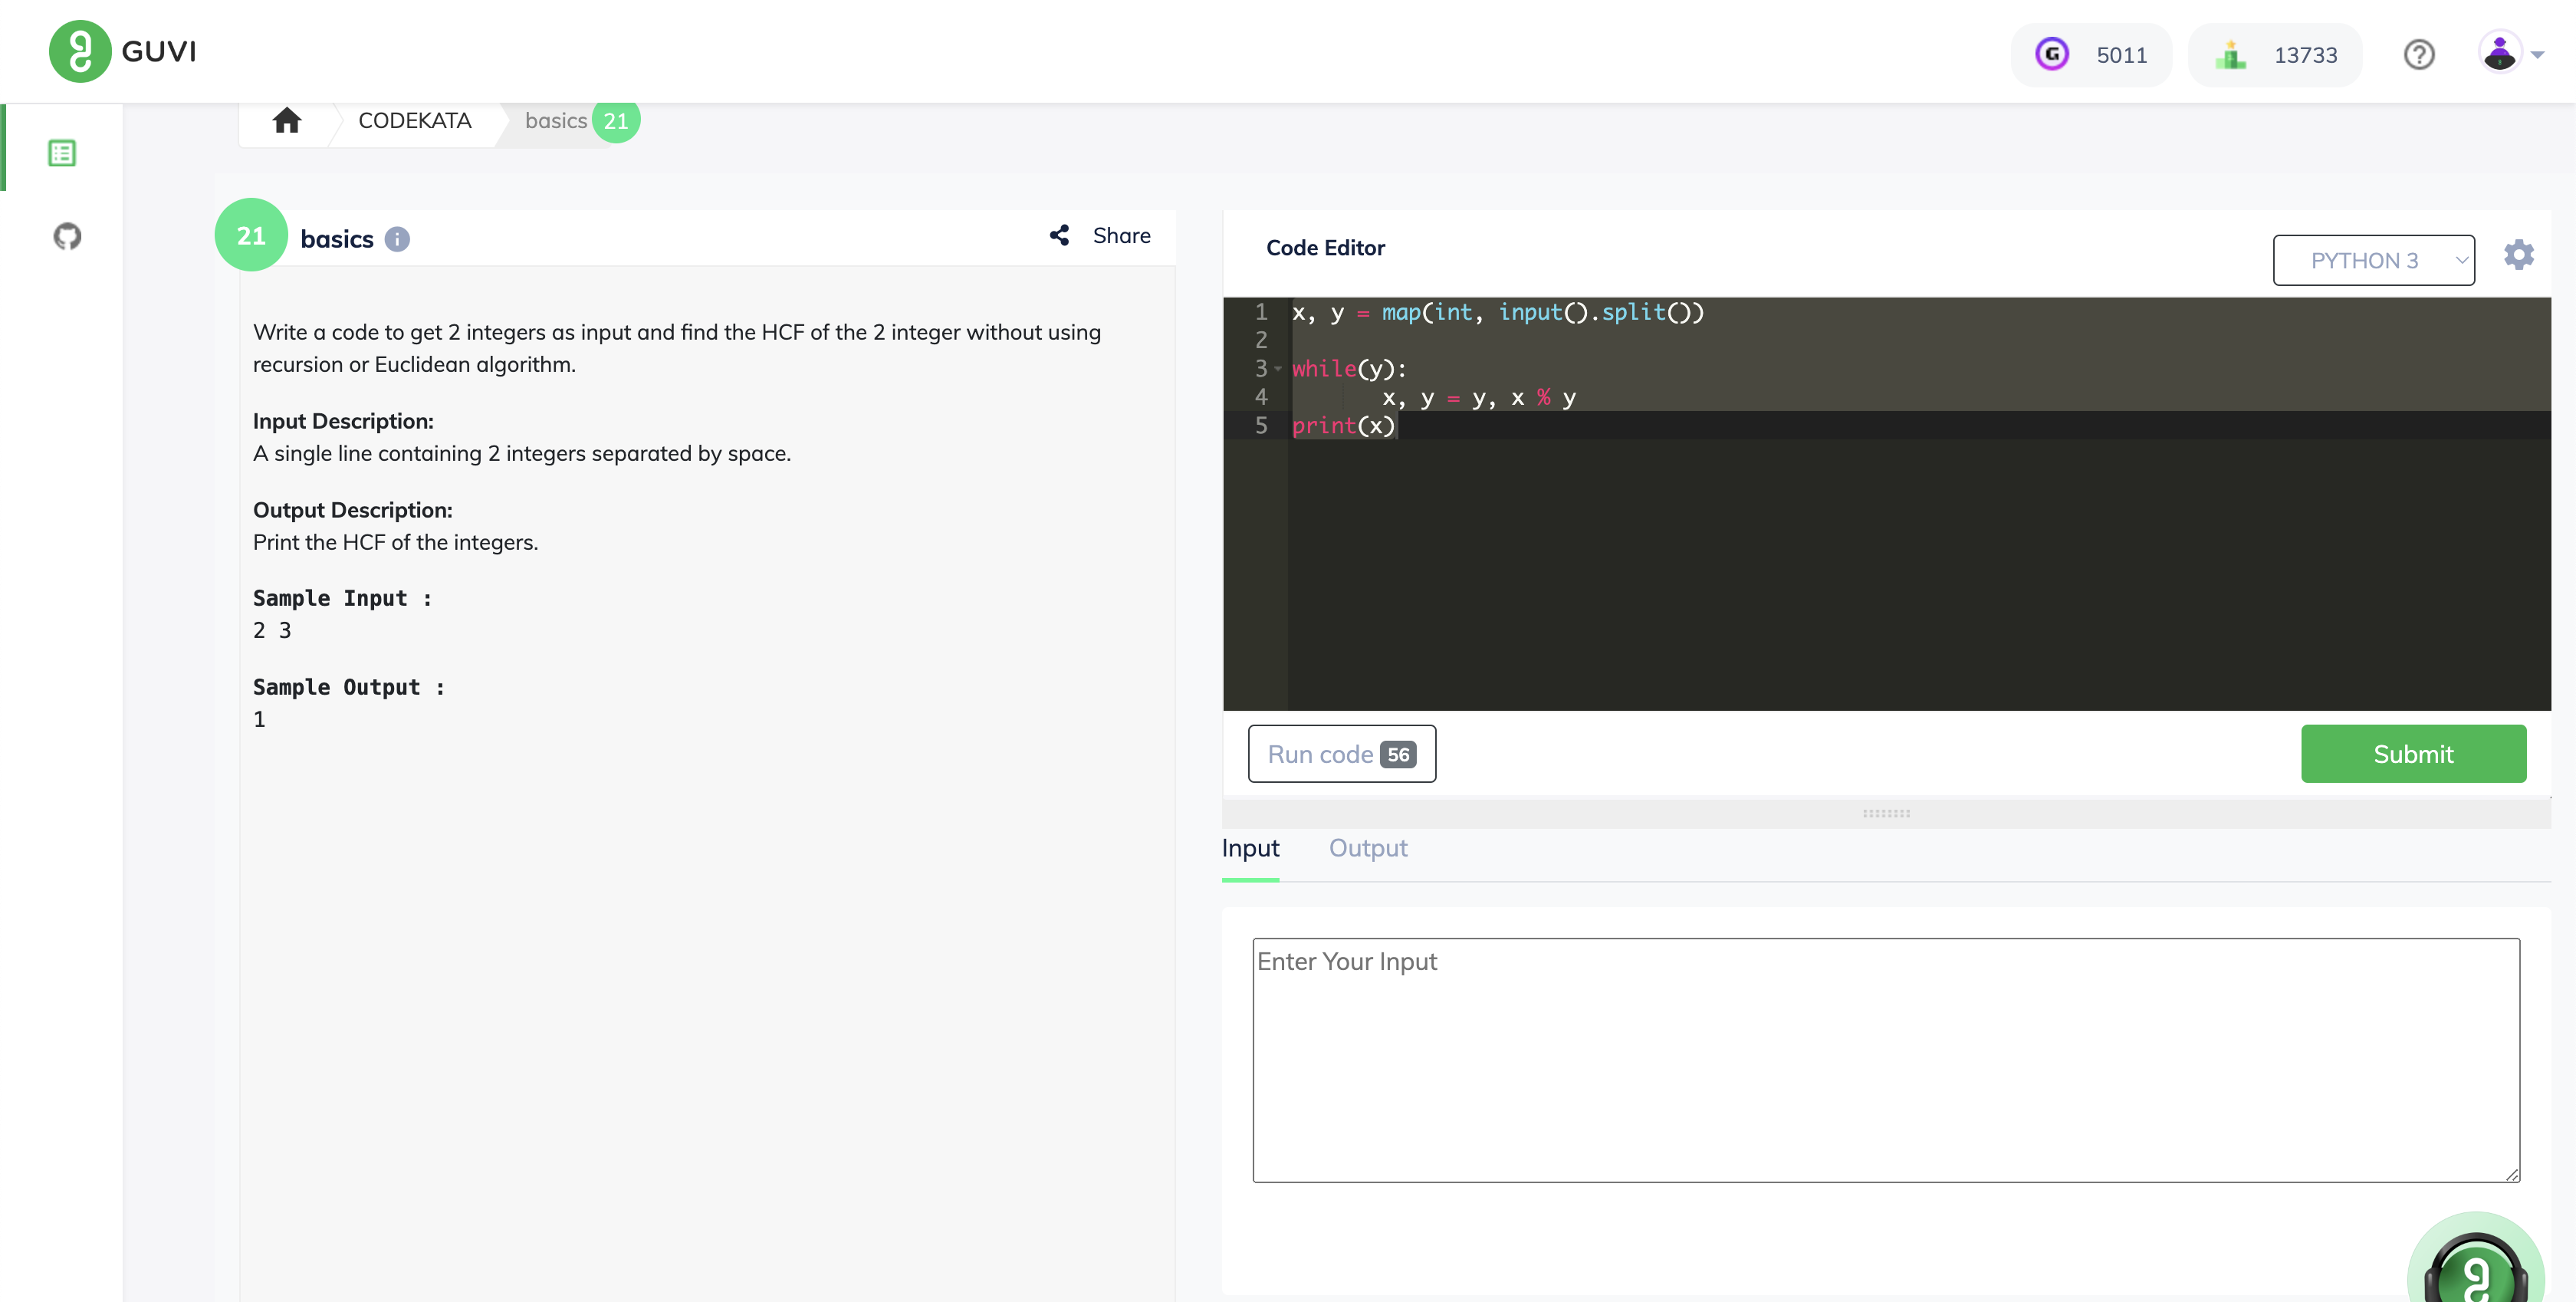 GUVI
5011
13733
CODEKATA
basics 21
21 basics
Share
Write a code to get 2 integers as input and find the HCF of the 2 integer without using
recursion or Euclidean algorithm.
Input Description:
A single line containing 2 integers separated by space.
Output Description:
Print the HCF of the integers.
Sample Input :
2 3
Sample Output :
1
Code Editor
PYTHON 3
1 x, y = map(int, input().split())
2
3 while(y):
4 x, y = y, x % y
5 print(x)
Run code 56
Submit
Input
Output
Enter Your Input